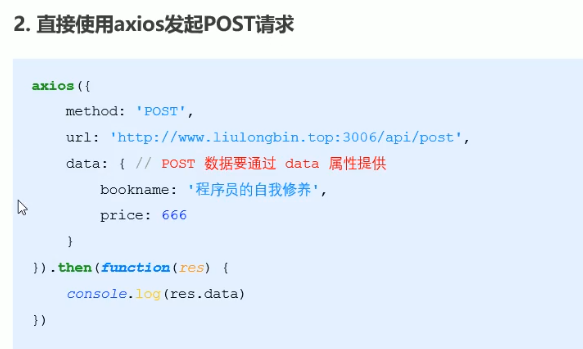 2. 直接使用axios发起POST请求
axios({
    method: 'POST',
    url: 'http://www.liulongbin.top:3006/api/post',
    data: { // POST 数据要通过 data 属性提供
        bookname: '程序员的自我修养',
        price: 666
    }
}).then(function(res) {
    console.log(res.data)
})